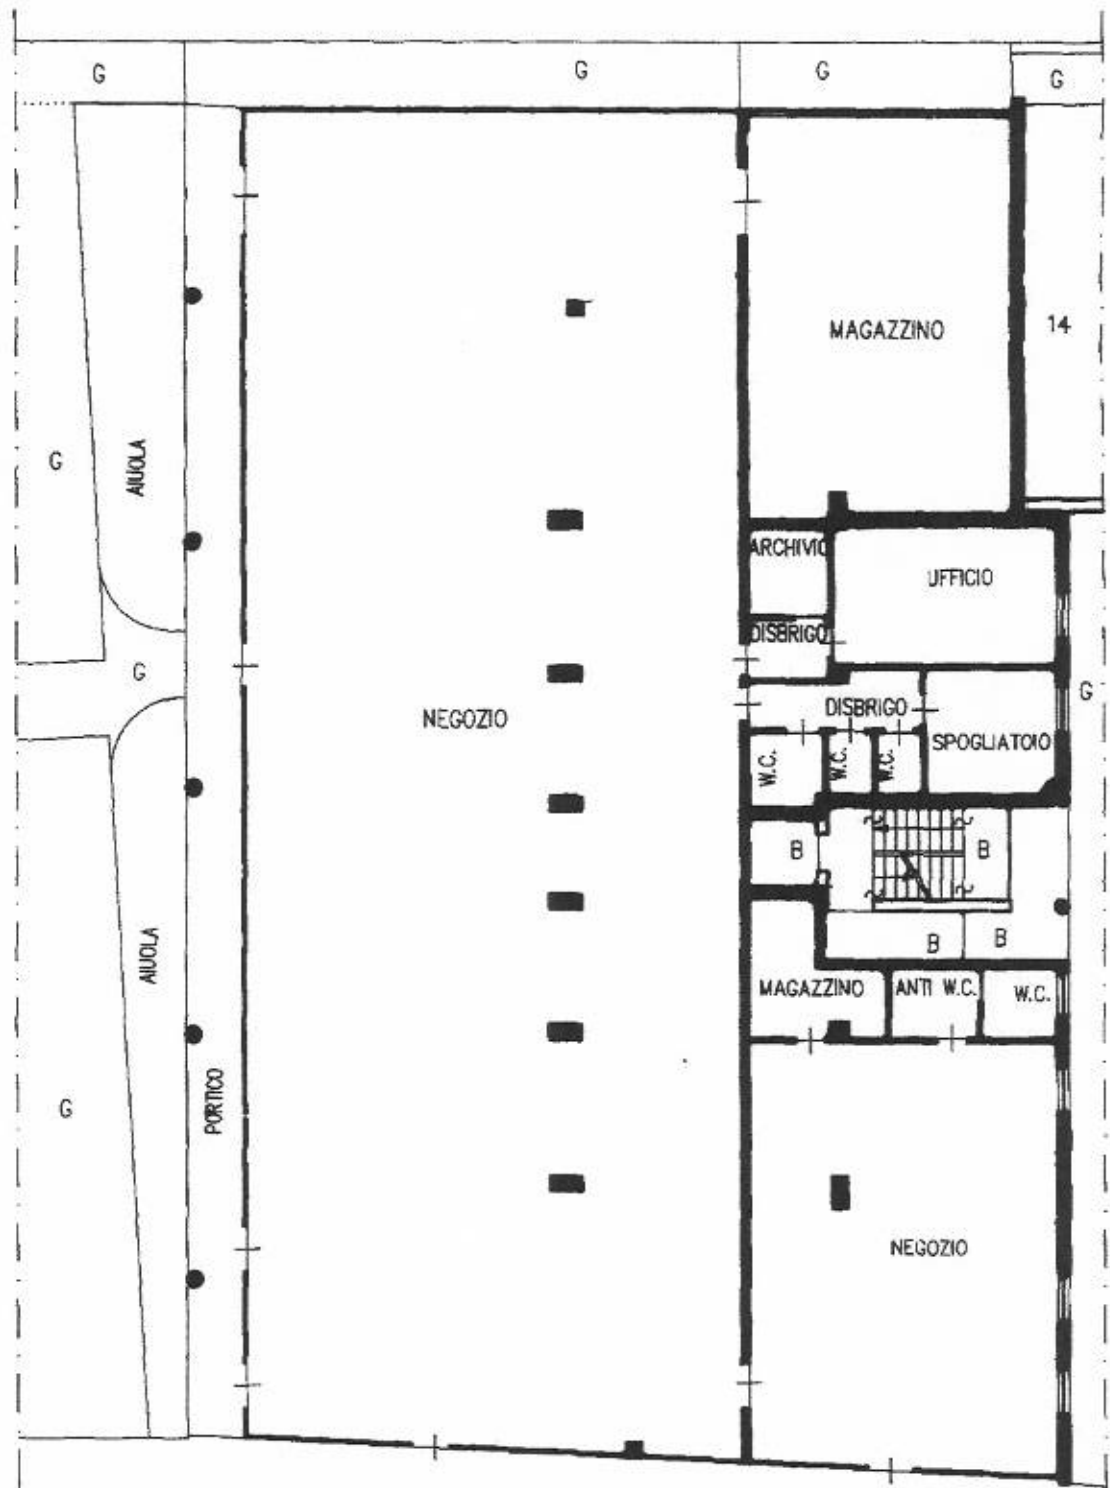 G
G
G
G
MAGAZZINO
14
G
AIUOLA
ARCHIVIO
UFFICIO
DISBRIGO
G
G
NEGOZIO
DISBRIGO
SPOGLIATOIO
W.C.
W.C.
W.C.
B
B
AIUOLA
B
B
MAGAZZINO
ANTI W.C.
W.C.
G
PORTICO
NEGOZIO